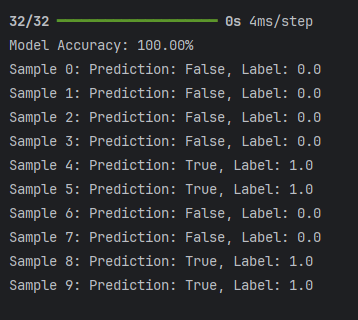 32/32 ━━━━━━━━━━━━━━━━━━━━ 0s 4ms/step
Model Accuracy: 100.00%
Sample 0: Prediction: False, Label: 0.0
Sample 1: Prediction: False, Label: 0.0
Sample 2: Prediction: False, Label: 0.0
Sample 3: Prediction: False, Label: 0.0
Sample 4: Prediction: True, Label: 1.0
Sample 5: Prediction: True, Label: 1.0
Sample 6: Prediction: False, Label: 0.0
Sample 7: Prediction: False, Label: 0.0
Sample 8: Prediction: True, Label: 1.0
Sample 9: Prediction: True, Label: 1.0